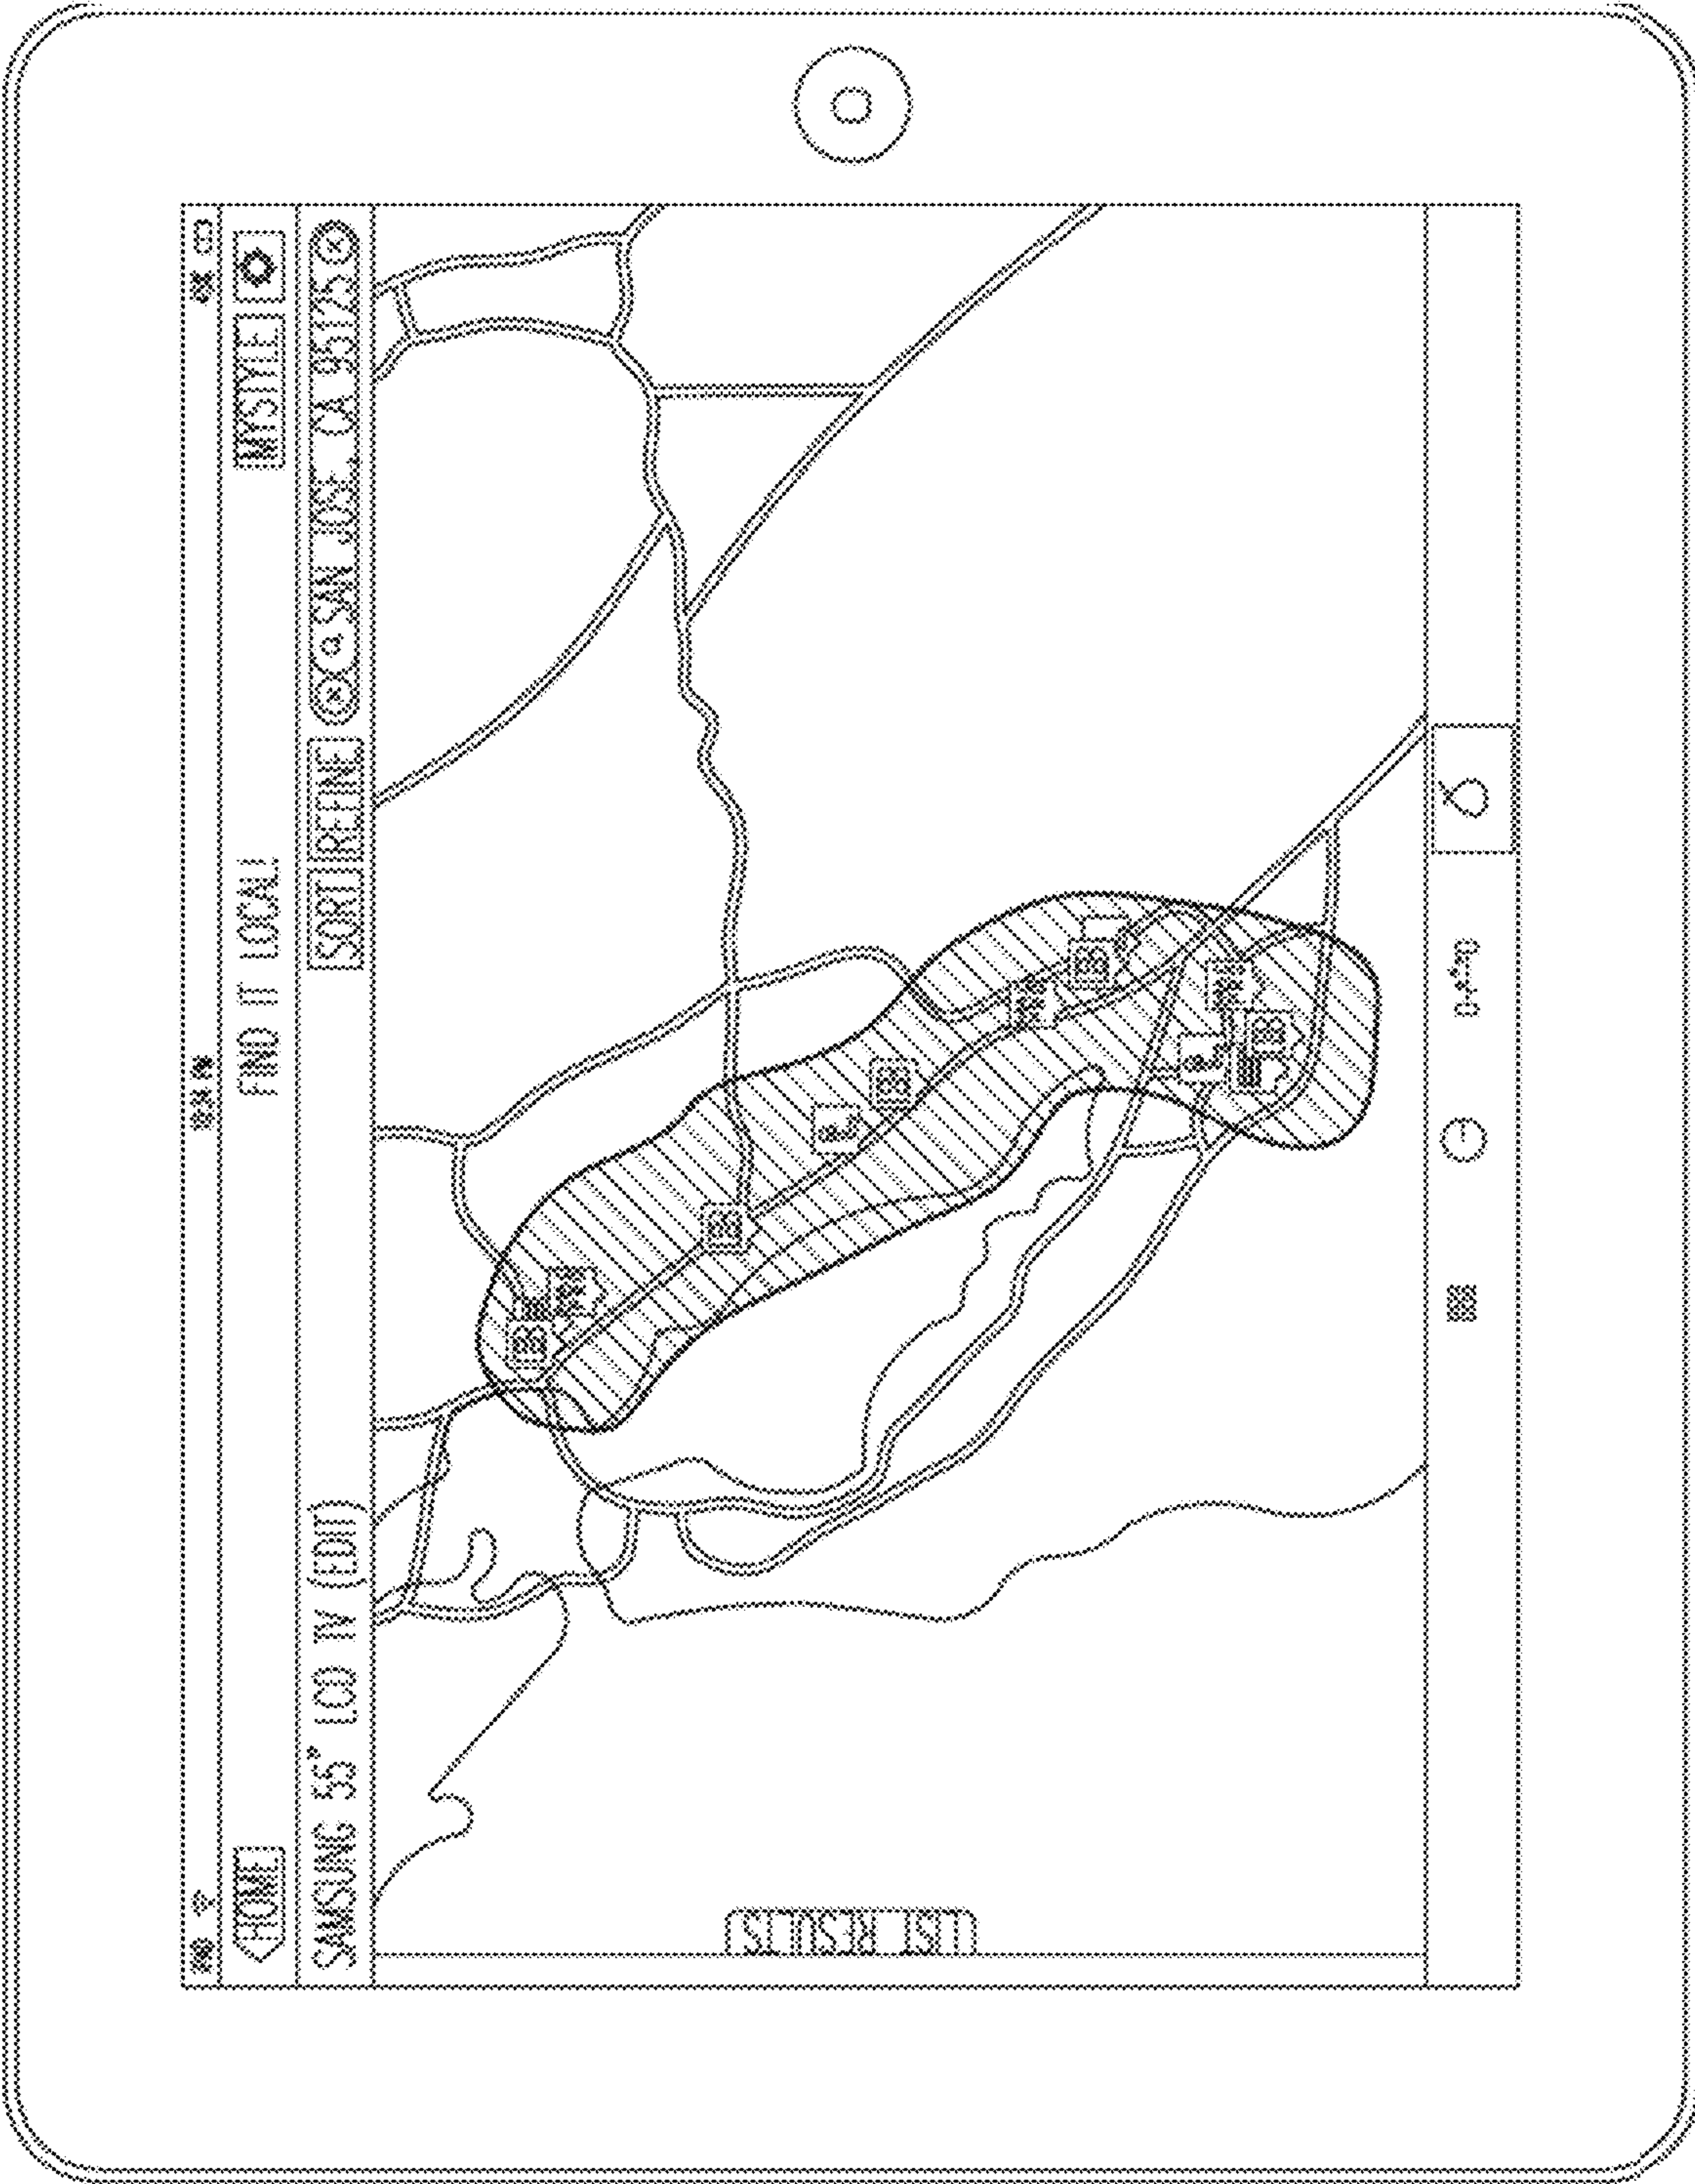 HOME
FIND IT LOCAL!
MYSTYLE
SAMSUNG 55" LCD TV (EDIT)
SORT
REFINE
SAN JOSE, CA 95125
LIST RESULTS